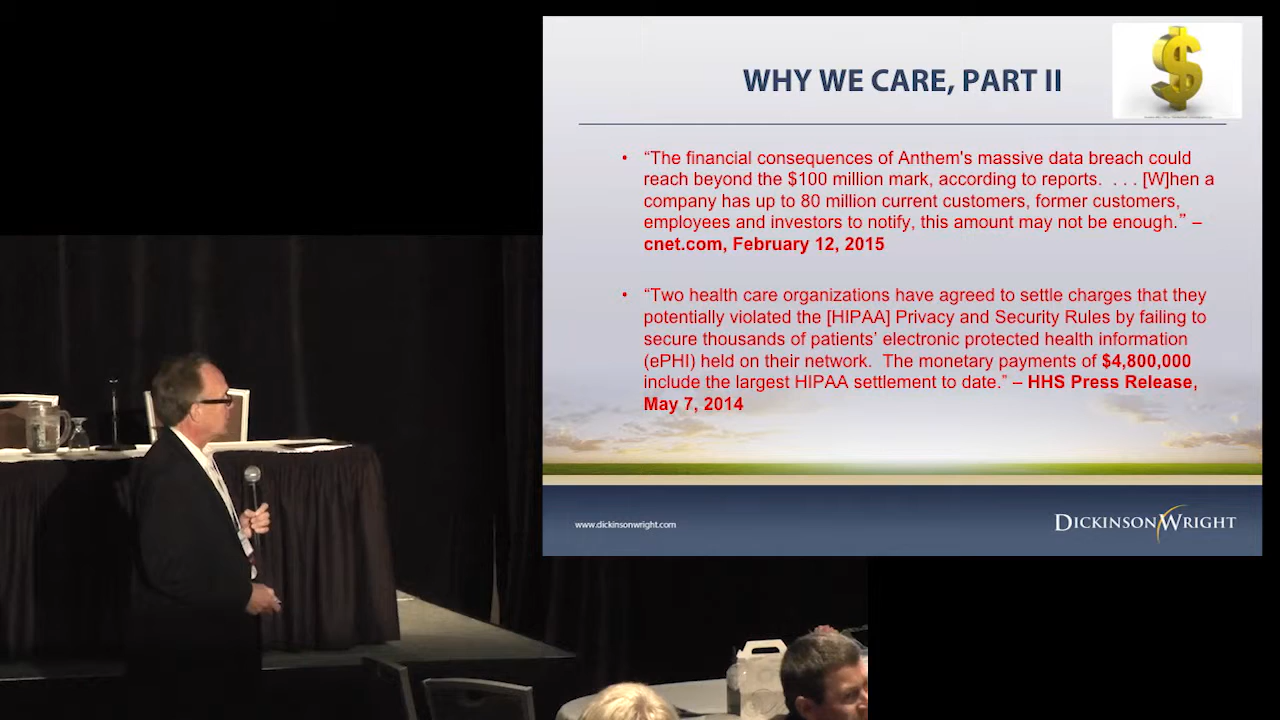 WHY WE CARE, PART II
• “The financial consequences of Anthem's massive data breach could
reach beyond the $100 million mark, according to reports.  . . . [W]hen a
company has up to 80 million current customers, former customers,
employees and investors to notify, this amount may not be enough.” –
cnet.com, February 12, 2015
• “Two health care organizations have agreed to settle charges that they
potentially violated the [HIPAA] Privacy and Security Rules by failing to
secure thousands of patients’ electronic protected health information
(ePHI) held on their network.  The monetary payments of $4,800,000
include the largest HIPAA settlement to date.” – HHS Press Release,
May 7, 2014
www.dickinsonwright.com
DICKINSON WRIGHT